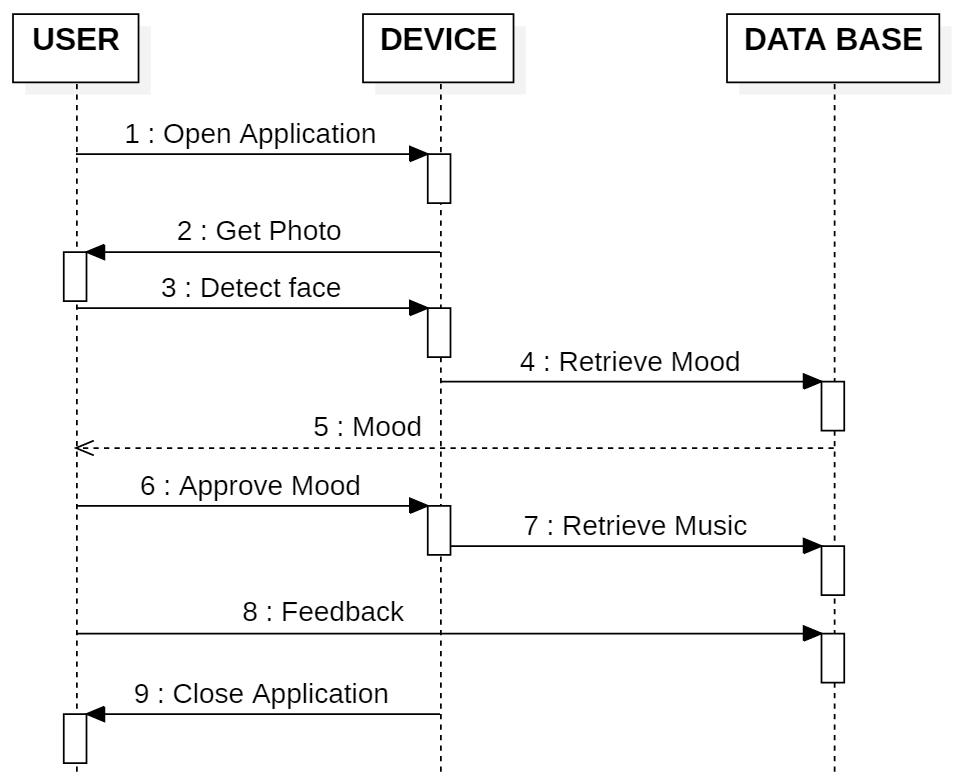 USER
DEVICE
DATA BASE
1 : Open Application
2 : Get Photo
3 : Detect face
4 : Retrieve Mood
5 : Mood
6 : Approve Mood
7 : Retrieve Music
8 : Feedback
9 : Close Application